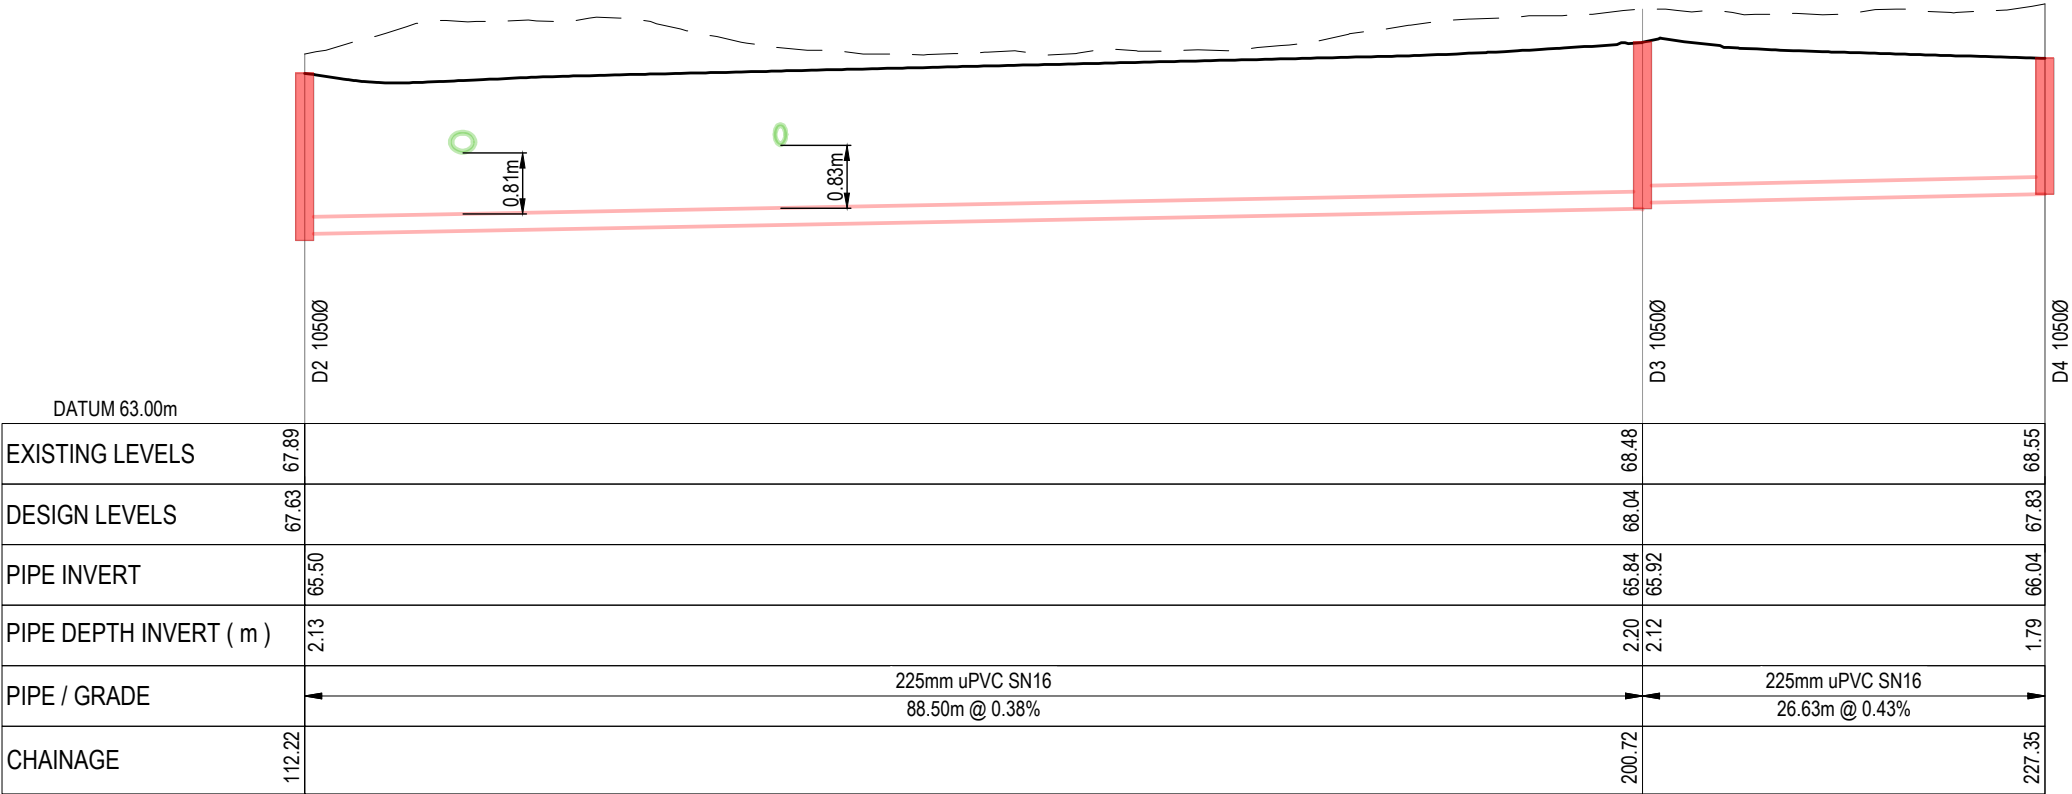 0.81m
0.83m
D2 1050Ø
D3 1050Ø
D4 1050Ø
DATUM 63.00m
EXISTING LEVELS 67.89 68.48 68.55
DESIGN LEVELS 67.63 68.04 67.83
PIPE INVERT 65.50 65.84 65.92 66.04
PIPE DEPTH INVERT ( m ) 2.13 2.20 2.12 1.79
225mm uPVC SN16 225mm uPVC SN16
PIPE / GRADE
88.50m @ 0.38% 26.63m @ 0.43%
CHAINAGE 112.22 200.72 227.35